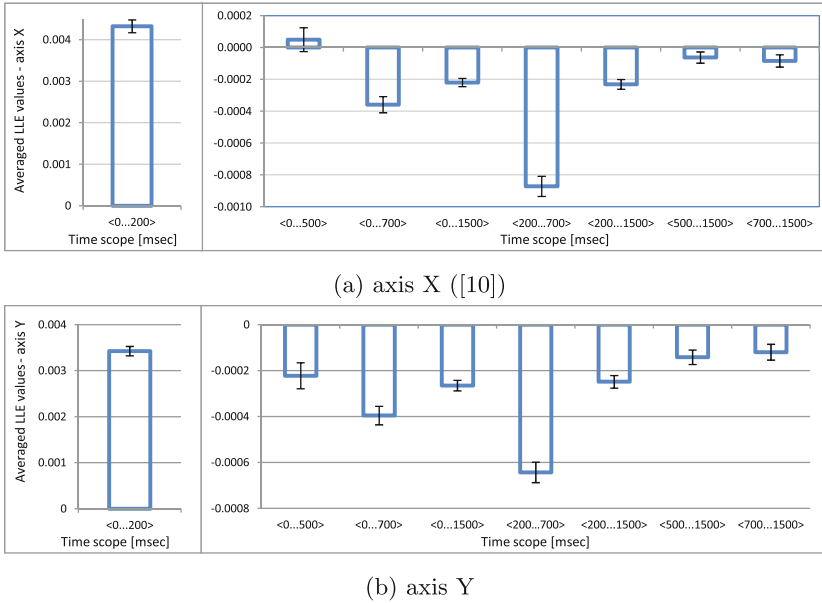 Averaged LLE values - axis X
0.004
0.003
0.002
0.001
0
<0...200>
Time scope [msec]
0.0002
0.0000
-0.0002
-0.0004
-0.0006
-0.0008
-0.0010
<0...500> <0...700> <0...1500> <200...700> <200...1500> <500...1500> <700...1500>
Time scope [msec]
(a) axis X ([10])
Averaged LLE values- axis Y
0.004
0.003
0.002
0.001
0
<0...200>
Time scope [msec]
0
-0.0002
-0.0004
-0.0006
-0.0008
<0...500> <0...700> <0...1500> <200...700> <200...1500> <500...1500> <700...1500>
Time scope [msec]
(b) axis Y